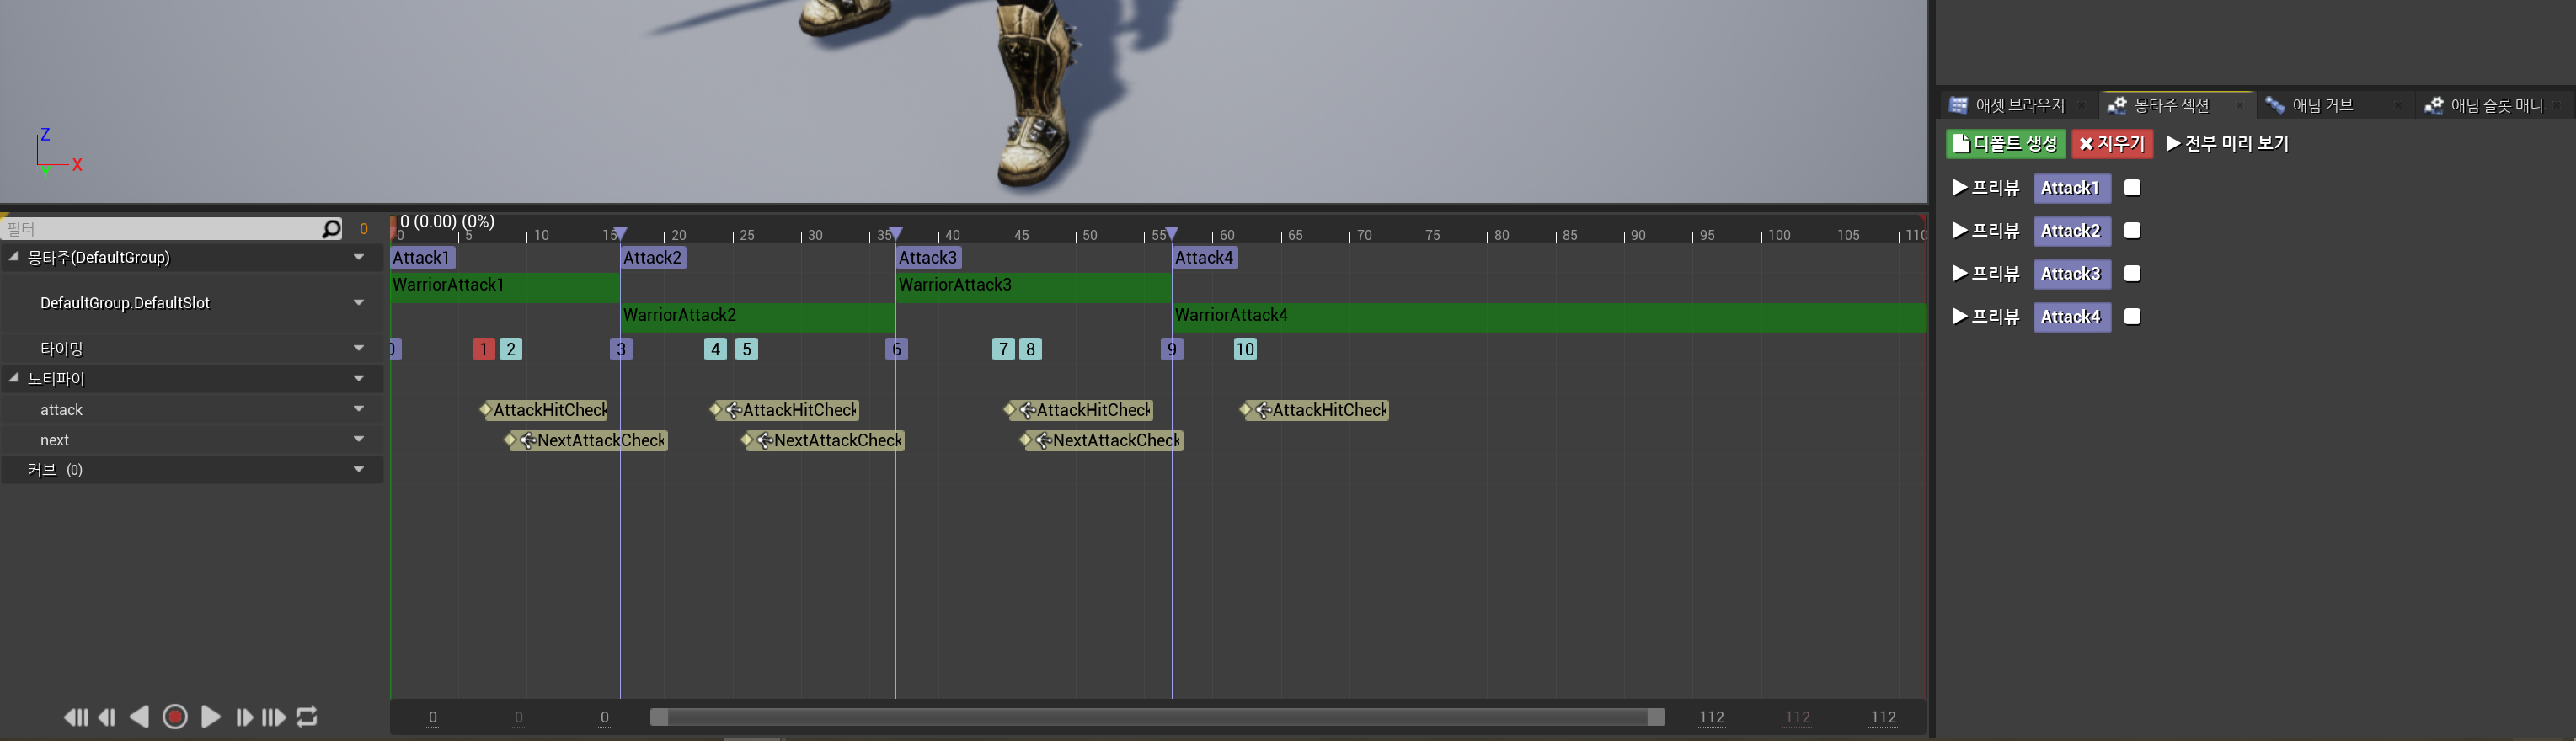 Z
X
Y
애셋 브라우저
몽타주 섹션
애님 커브
애님 슬롯 매니
디폴트 생성
지우기
전부 미리 보기
프리뷰 Attack1
프리뷰 Attack2
프리뷰 Attack3
프리뷰 Attack4
필터 0
0 (0.00) (0%)
0 5 10 15 20 25 30 35 40 45 50 55 60 65 70 75 80 85 90 95 100 105 110
몽타주(DefaultGroup) Attack1 Attack2 Attack3 Attack4
WarriorAttack1 WarriorAttack3
DefaultGroup.DefaultSlot
WarriorAttack2 WarriorAttack4
타이밍 0 1 2 3 4 5 6 7 8 9 10
노티파이
attack AttackHitCheck AttackHitCheck AttackHitCheck AttackHitCheck
next NextAttackCheck NextAttackCheck NextAttackCheck
커브 (0)
0 0 0 112 112 112